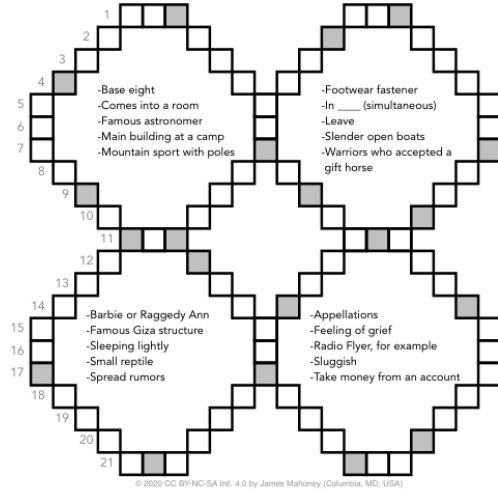 1
2
3
4
5
6
7
8
9
10
11
12
13
14
15
16
17
18
19
20
21
-Base eight
-Comes into a room
-Famous astronomer
-Main building at a camp
-Mountain sport with poles
-Footwear fastener
-In ____ (simultaneous)
-Leave
-Slender open boats
-Warriors who accepted a
gift horse
-Barbie or Raggedy Ann
-Famous Giza structure
-Sleeping lightly
-Small reptile
-Spread rumors
-Appellations
-Feeling of grief
-Radio Flyer, for example
-Sluggish
-Take money from an account
© 2020 CC BY-NC-SA Intl. 4.0 by James Mahoney (Columbia, MD, USA)